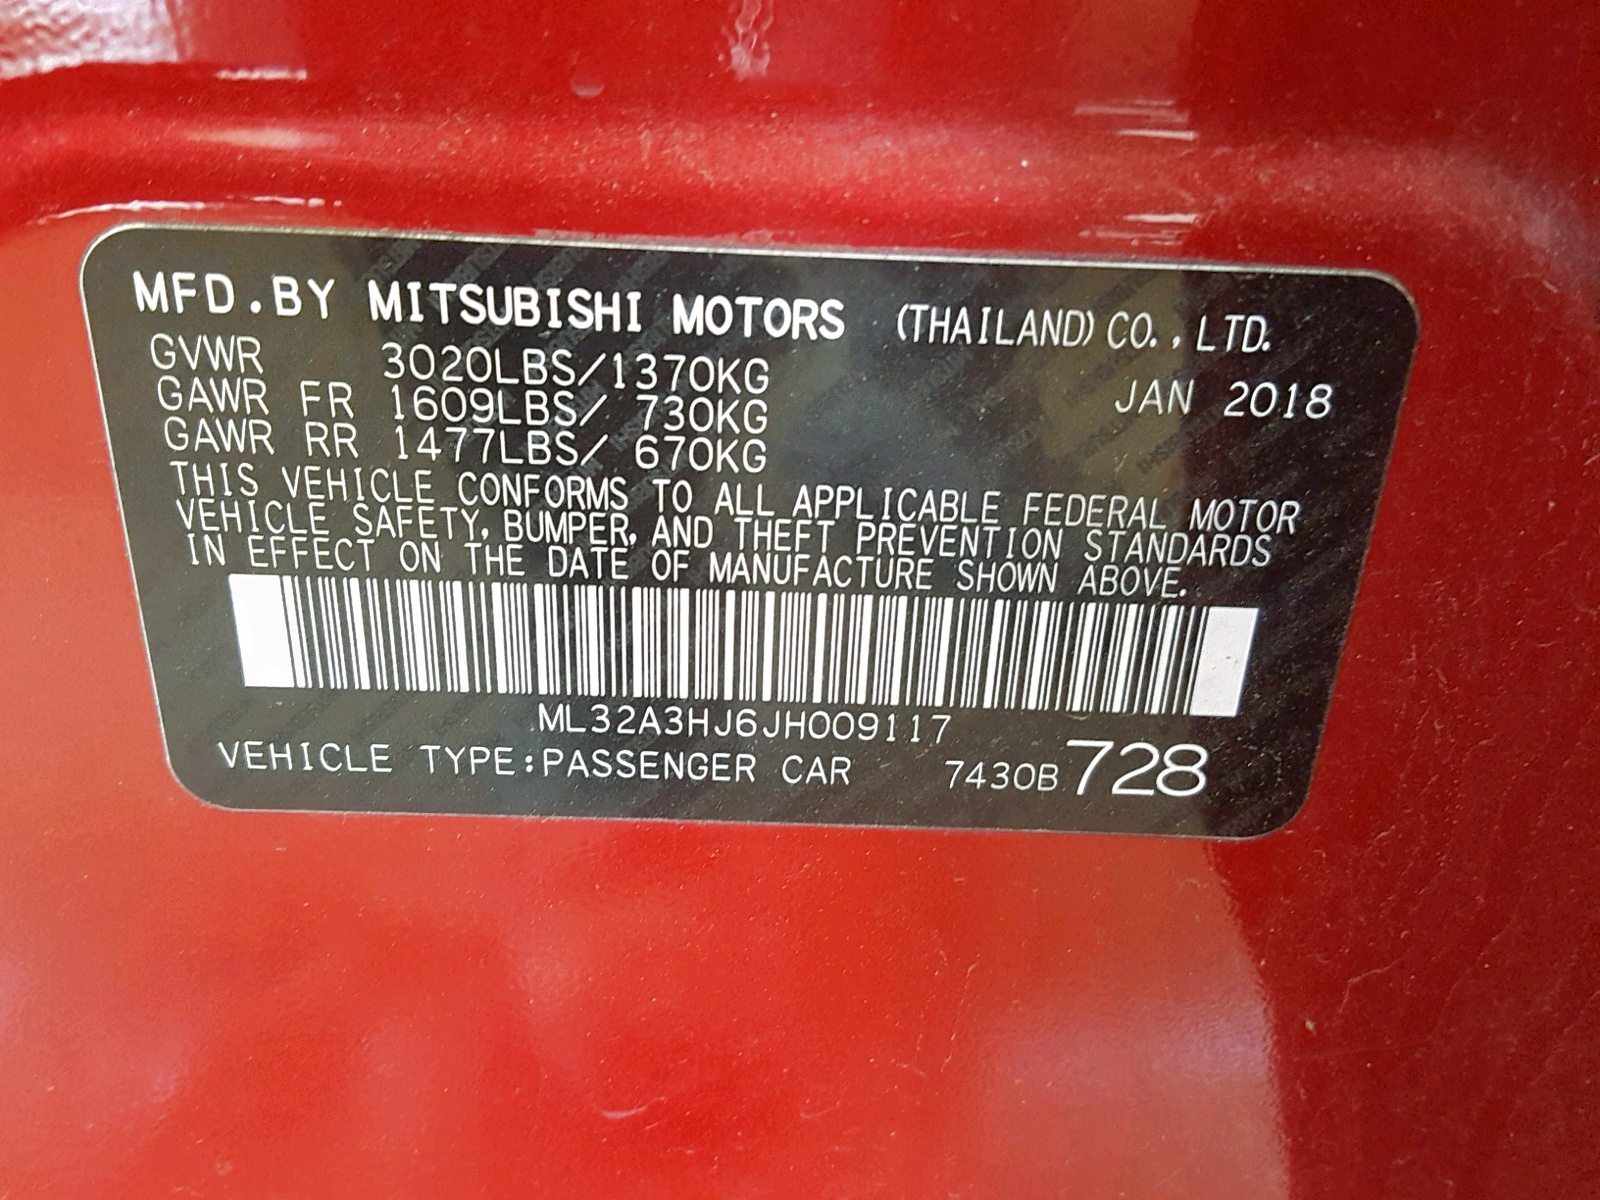 MFD.BY MITSUBISHI MOTORS (THAILAND) CO., LTD.
GVWR 3020LBS/1370KG
GAWR FR 1609LBS/ 730KG JAN 2018
GAWR RR 1477LBS/ 670KG
THIS VEHICLE CONFORMS TO ALL APPLICABLE FEDERAL MOTOR
VEHICLE SAFETY, BUMPER, AND THEFT PREVENTION STANDARDS
IN EFFECT ON THE DATE OF MANUFACTURE SHOWN ABOVE.
ML32A3HJ6JH009117
VEHICLE TYPE:PASSENGER CAR 7430B 728